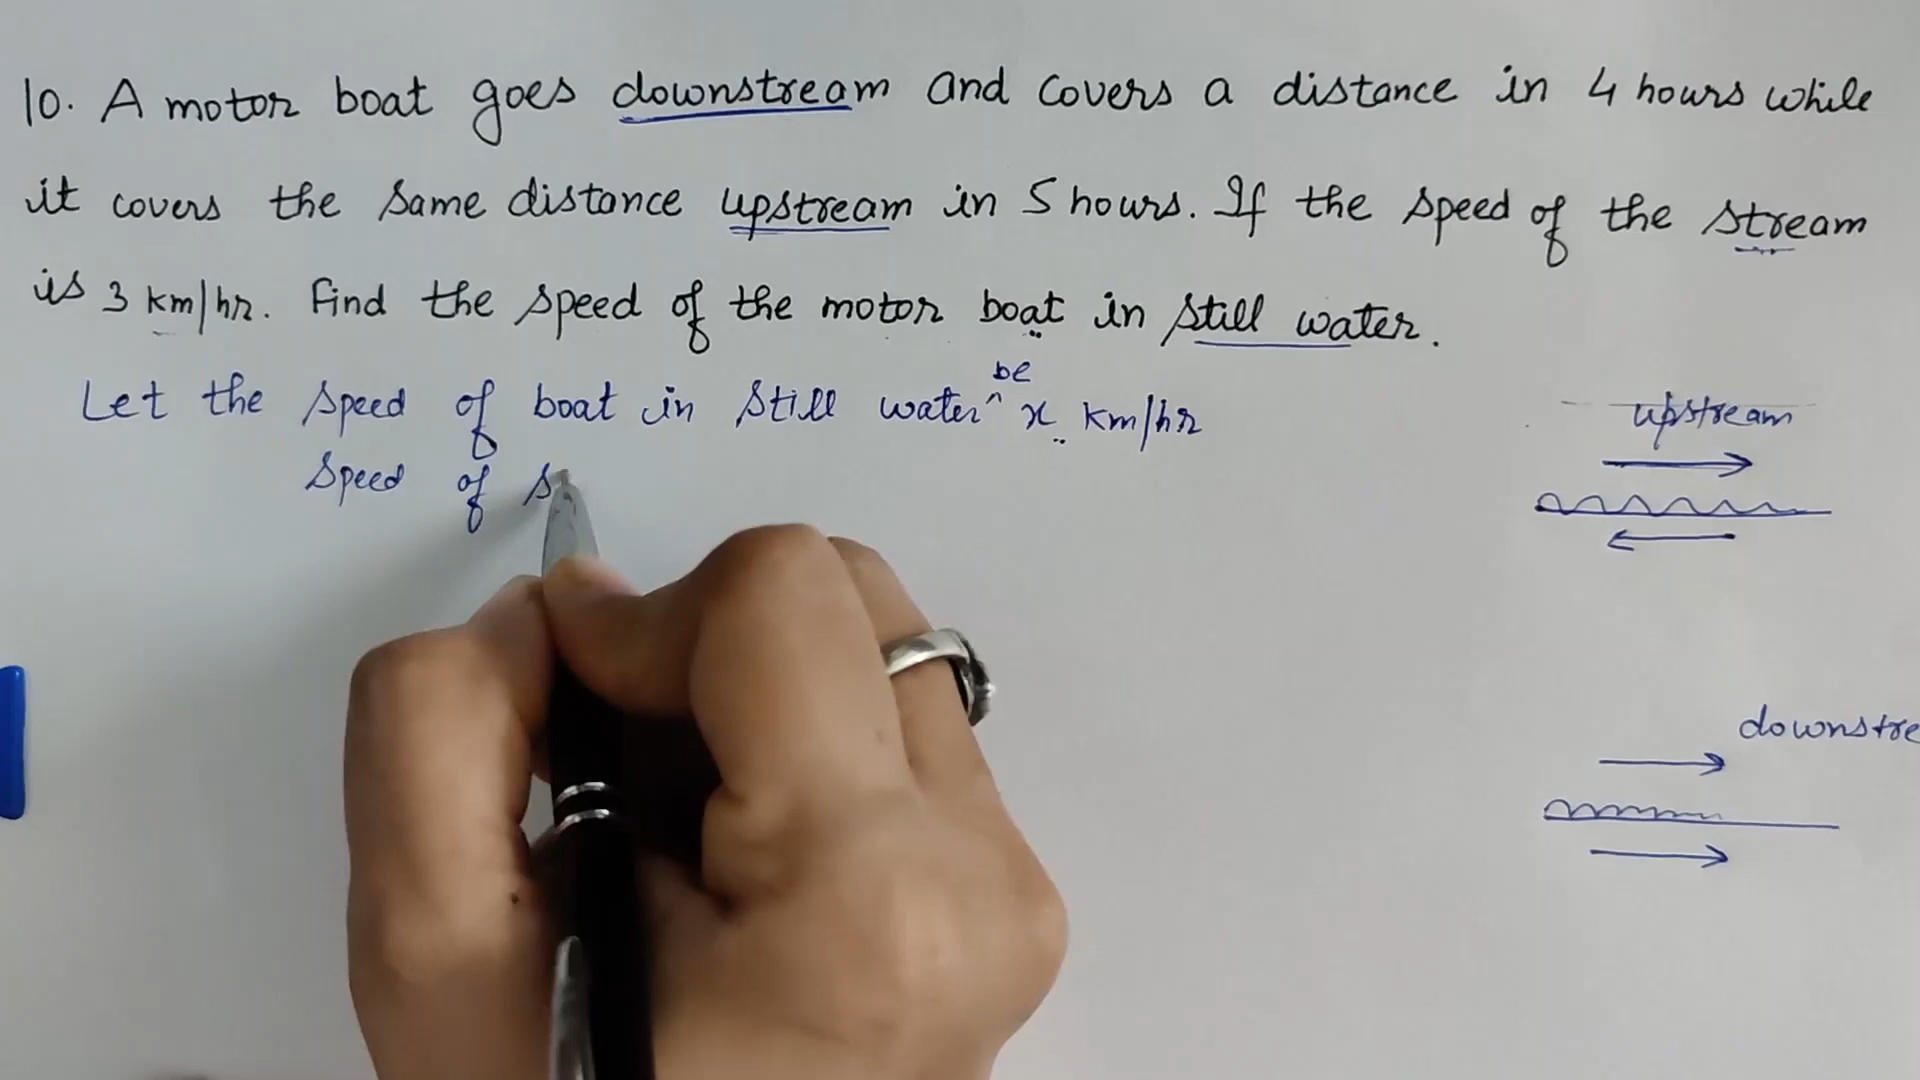 10. A motor boat goes downstream and covers a distance in 4 hours while
it covers the same distance upstream in 5 hours. If the speed of the stream
is 3 km/hr. Find the speed of the motor boat in still water.
Let the speed of boat in still water be x km/hr
Speed of s
upstream
downstre